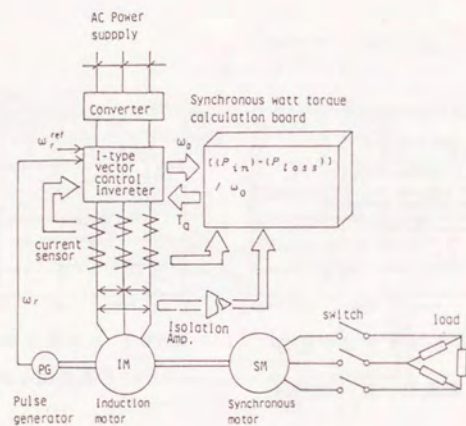 AC Power
suppply
Converter
Synchronous watt torque
calculation board
ω_r^ref
I-type
vector
control
Invereter
ω_o
[(P_in)-(P_loss)]
/ ω_o
T_a
current
sensor
ω_r
Isolation
Amp.
switch
load
PG
IM
SM
Pulse
generator
Induction
motor
Synchronous
motor